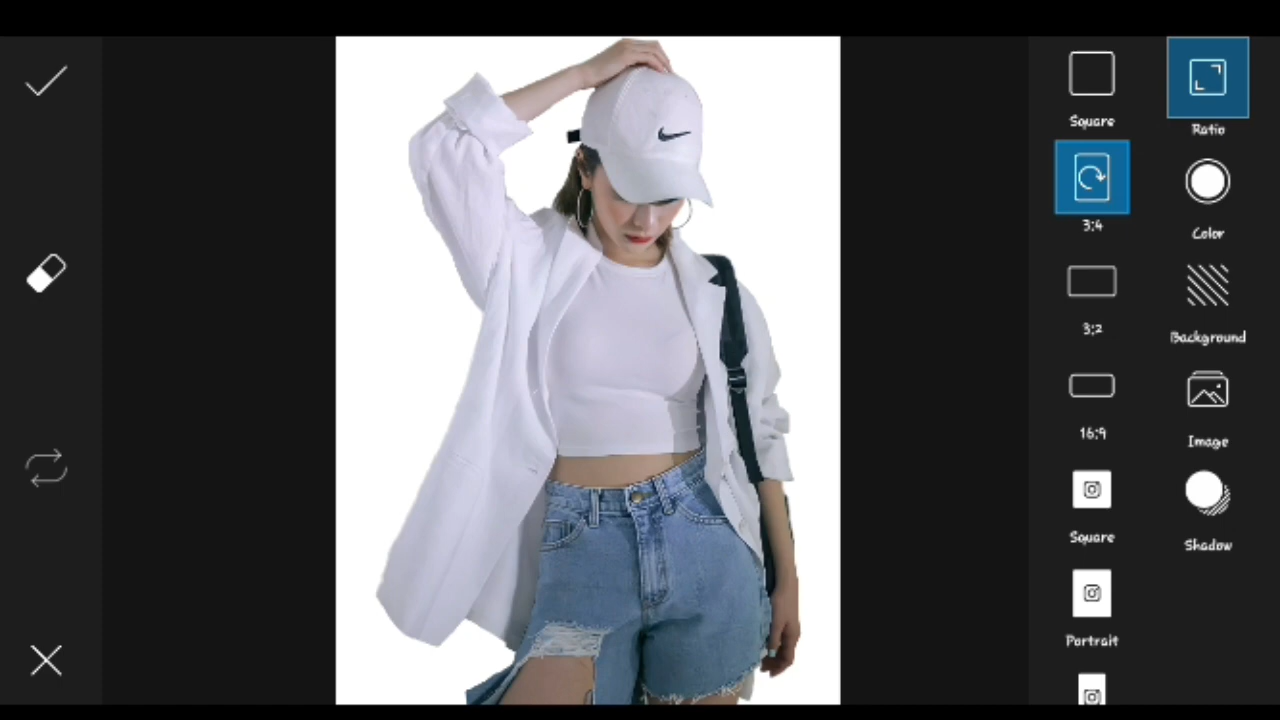 Square
3:4
3:2
16:9
Square
Portrait
Ratio
Color
Background
Image
Shadow